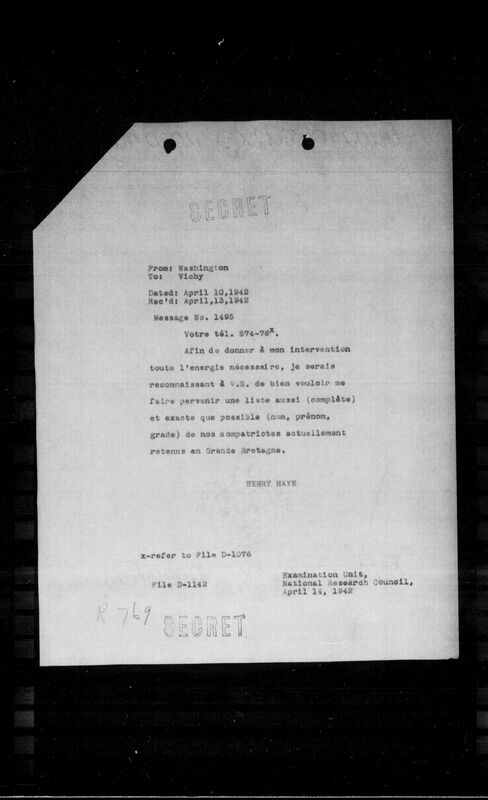 SECRET
From: Washington
To: Vichy
Dated: April 10,1942
Rec'd: April,13,1942
Message No. 1495
Votre tél. 874-76x.
Afin de donner à mon intervention
toute l'energie nécessaire, je serais
reconnaissant à V.E. de bien vouloir me
faire parvenir une liste aussi (complète)
et exacte que possible (nom, prénom,
grade) de nos compatriotes actuellement
retenus en Grande Bretagne.
HENRY HAYE
x-refer to File D-1076
File D-1142
Examination Unit,
National Research Council,
April 14, 1942
R 769
SECRET